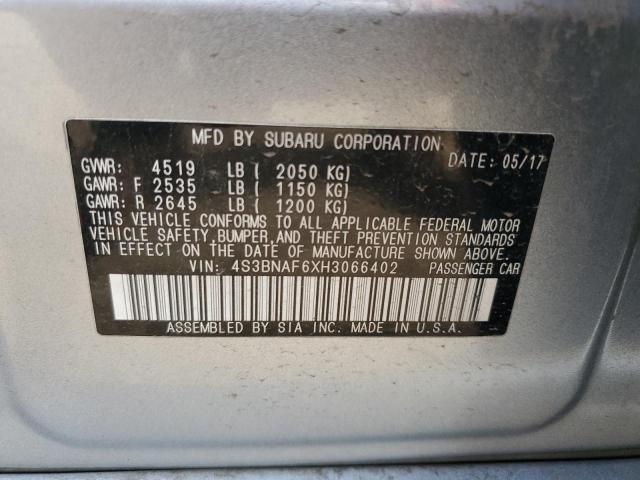 MFD BY SUBARU CORPORATION
DATE: 05/17
GVWR: 4519 LB ( 2050 KG)
GAWR: F 2535 LB ( 1150 KG)
GAWR: R 2645 LB ( 1200 KG)
THIS VEHICLE CONFORMS TO ALL APPLICABLE FEDERAL MOTOR
VEHICLE SAFETY, BUMPER, AND THEFT PREVENTION STANDARDS
IN EFFECT ON DATE OF MANUFACTURE SHOWN ABOVE.
VIN: 4S3BNAF6XH3066402 PASSENGER CAR
ASSEMBLED BY SIA INC. MADE IN U.S.A.